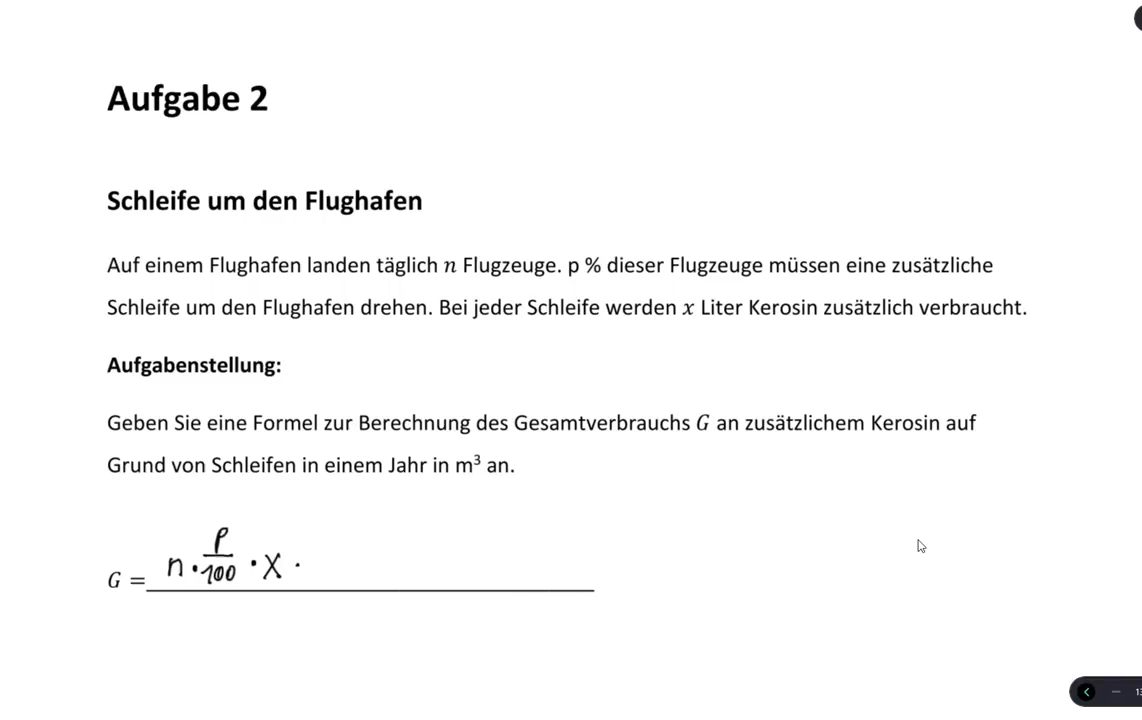 Aufgabe 2
Schleife um den Flughafen
Auf einem Flughafen landen täglich n Flugzeuge. p % dieser Flugzeuge müssen eine zusätzliche
Schleife um den Flughafen drehen. Bei jeder Schleife werden x Liter Kerosin zusätzlich verbraucht.
Aufgabenstellung:
Geben Sie eine Formel zur Berechnung des Gesamtverbrauchs G an zusätzlichem Kerosin auf
Grund von Schleifen in einem Jahr in m³ an.
G = n · p/100 · x ·